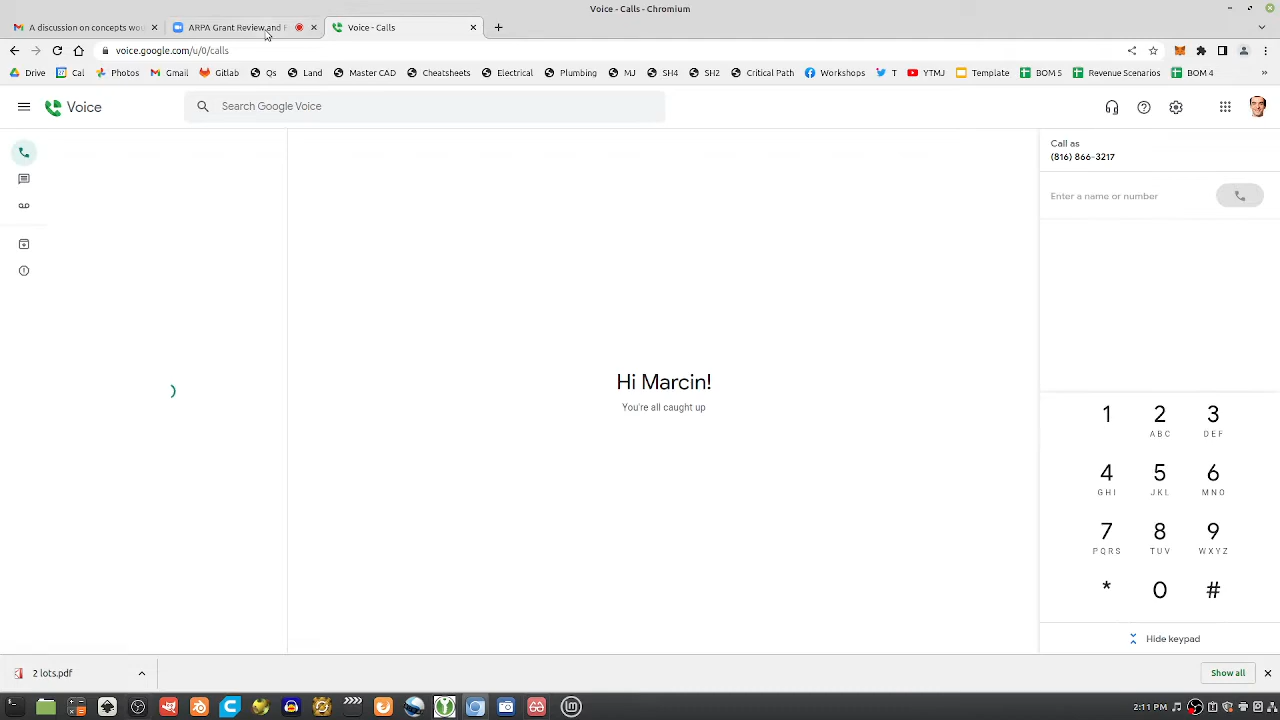 Voice - Calls - Chromium
A discussion on concepts wou
ARPA Grant Review and F
Voice - Calls
voice.google.com/u/0/calls
Drive
Cal
Photos
Gmail
Gitlab
Qs
Land
Master CAD
Cheatsheets
Electrical
Plumbing
NU
SH4
SH2
Critical Path
Workshops
T
YTMJ
Template
BOM 5
Revenue Scenarios
BOM 4
»
Voice
Search Google Voice
Call as
(816) 866-3217
Enter a name or number
Hi Marcin!
You're all caught up
1
2
3
ABC
DEF
4
5
6
GHI
JKL
MNO
7
8
9
PQRS
TUV
WXYZ
*
0
#
Hide keypad
2 lots.pdf
Show all
2:11 PM